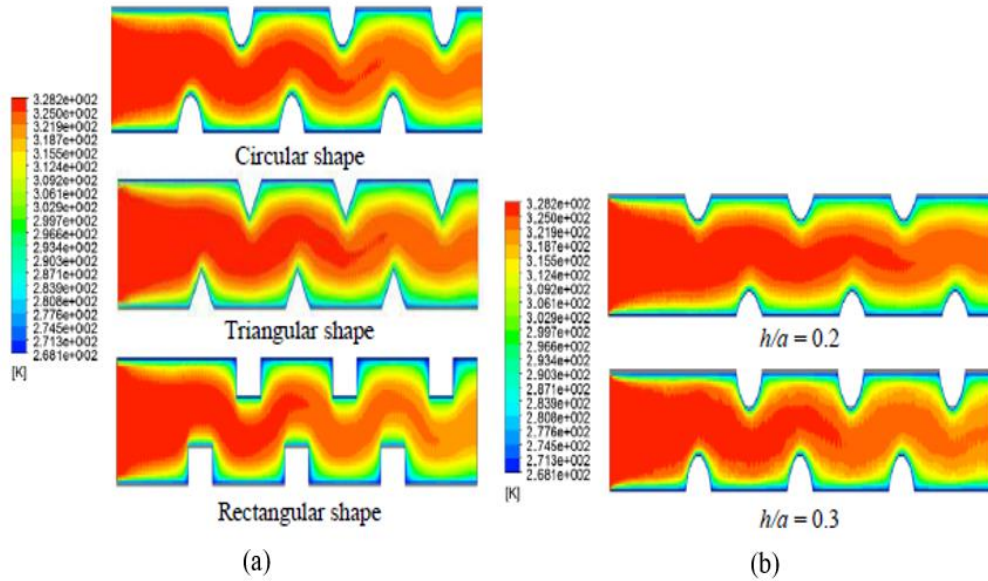 3.282e+002
3.250e+002
3.219e+002
3.187e+002
3.155e+002
3.124e+002
3.092e+002
3.061e+002
3.029e+002
2.997e+002
2.966e+002
2.934e+002
2.903e+002
2.871e+002
2.839e+002
2.808e+002
2.776e+002
2.745e+002
2.713e+002
2.681e+002
[K]
Circular shape
Triangular shape
Rectangular shape
(a)
3.282e+002
3.250e+002
3.219e+002
3.187e+002
3.155e+002
3.124e+002
3.092e+002
3.061e+002
3.029e+002
2.997e+002
2.966e+002
2.934e+002
2.903e+002
2.871e+002
2.839e+002
2.808e+002
2.776e+002
2.745e+002
2.713e+002
2.681e+002
[K]
h/a = 0.2
h/a = 0.3
(b)